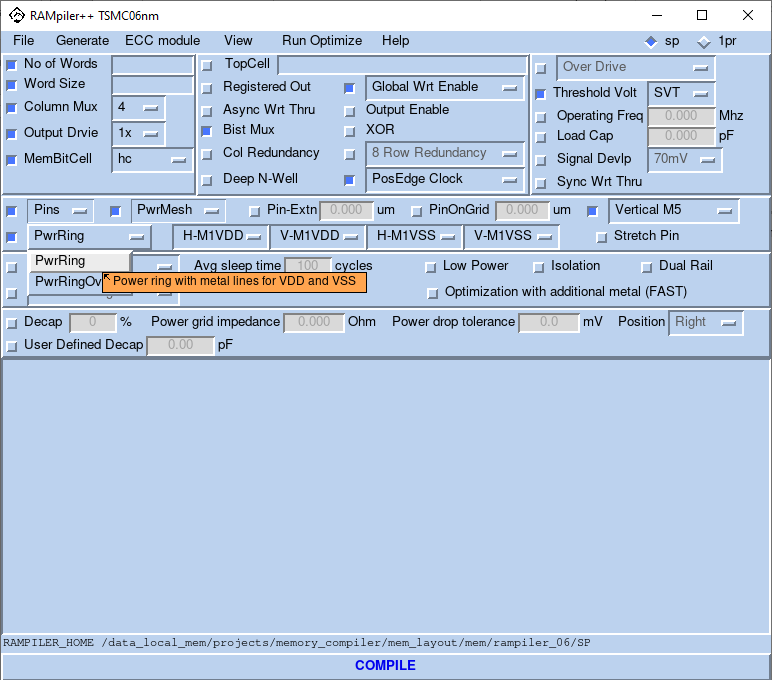 RAMpiler++ TSMC06nm
File Generate ECC module View Run Optimize Help sp 1pr
No of Words TopCell Over Drive
Word Size Registered Out Global Wrt Enable Threshold Volt SVT
Column Mux 4 Async Wrt Thru Output Enable Operating Freq 0.000 Mhz
Output Drvie 1x Bist Mux XOR Load Cap 0.000 pF
MemBitCell hc Col Redundancy 8 Row Redundancy Signal Devlp 70mV
Deep N-Well PosEdge Clock Sync Wrt Thru
Pins PwrMesh Pin-Extn 0.000 um PinOnGrid 0.000 um Vertical M5
PwrRing H-M1VDD V-M1VDD H-M1VSS V-M1VSS Stretch Pin
PwrRing Avg sleep time 100 cycles Low Power Isolation Dual Rail
PwrRingOv Power ring with metal lines for VDD and VSS
Optimization with additional metal (FAST)
Decap 0 % Power grid impedance 0.000 Ohm Power drop tolerance 0.0 mV Position Right
User Defined Decap 0.00 pF
RAMPILER_HOME /data_local_mem/projects/memory_compiler/mem_layout/mem/rampiler_06/SP
COMPILE